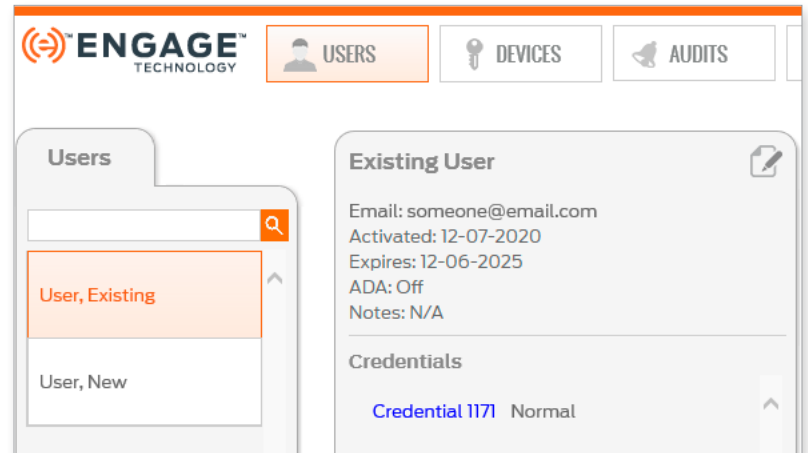 ENGAGE™
TECHNOLOGY
USERS
DEVICES
AUDITS
Users
User, Existing
User, New
Existing User
Email: someone@email.com
Activated: 12-07-2020
Expires: 12-06-2025
ADA: Off
Notes: N/A
Credentials
Credential 1171 Normal